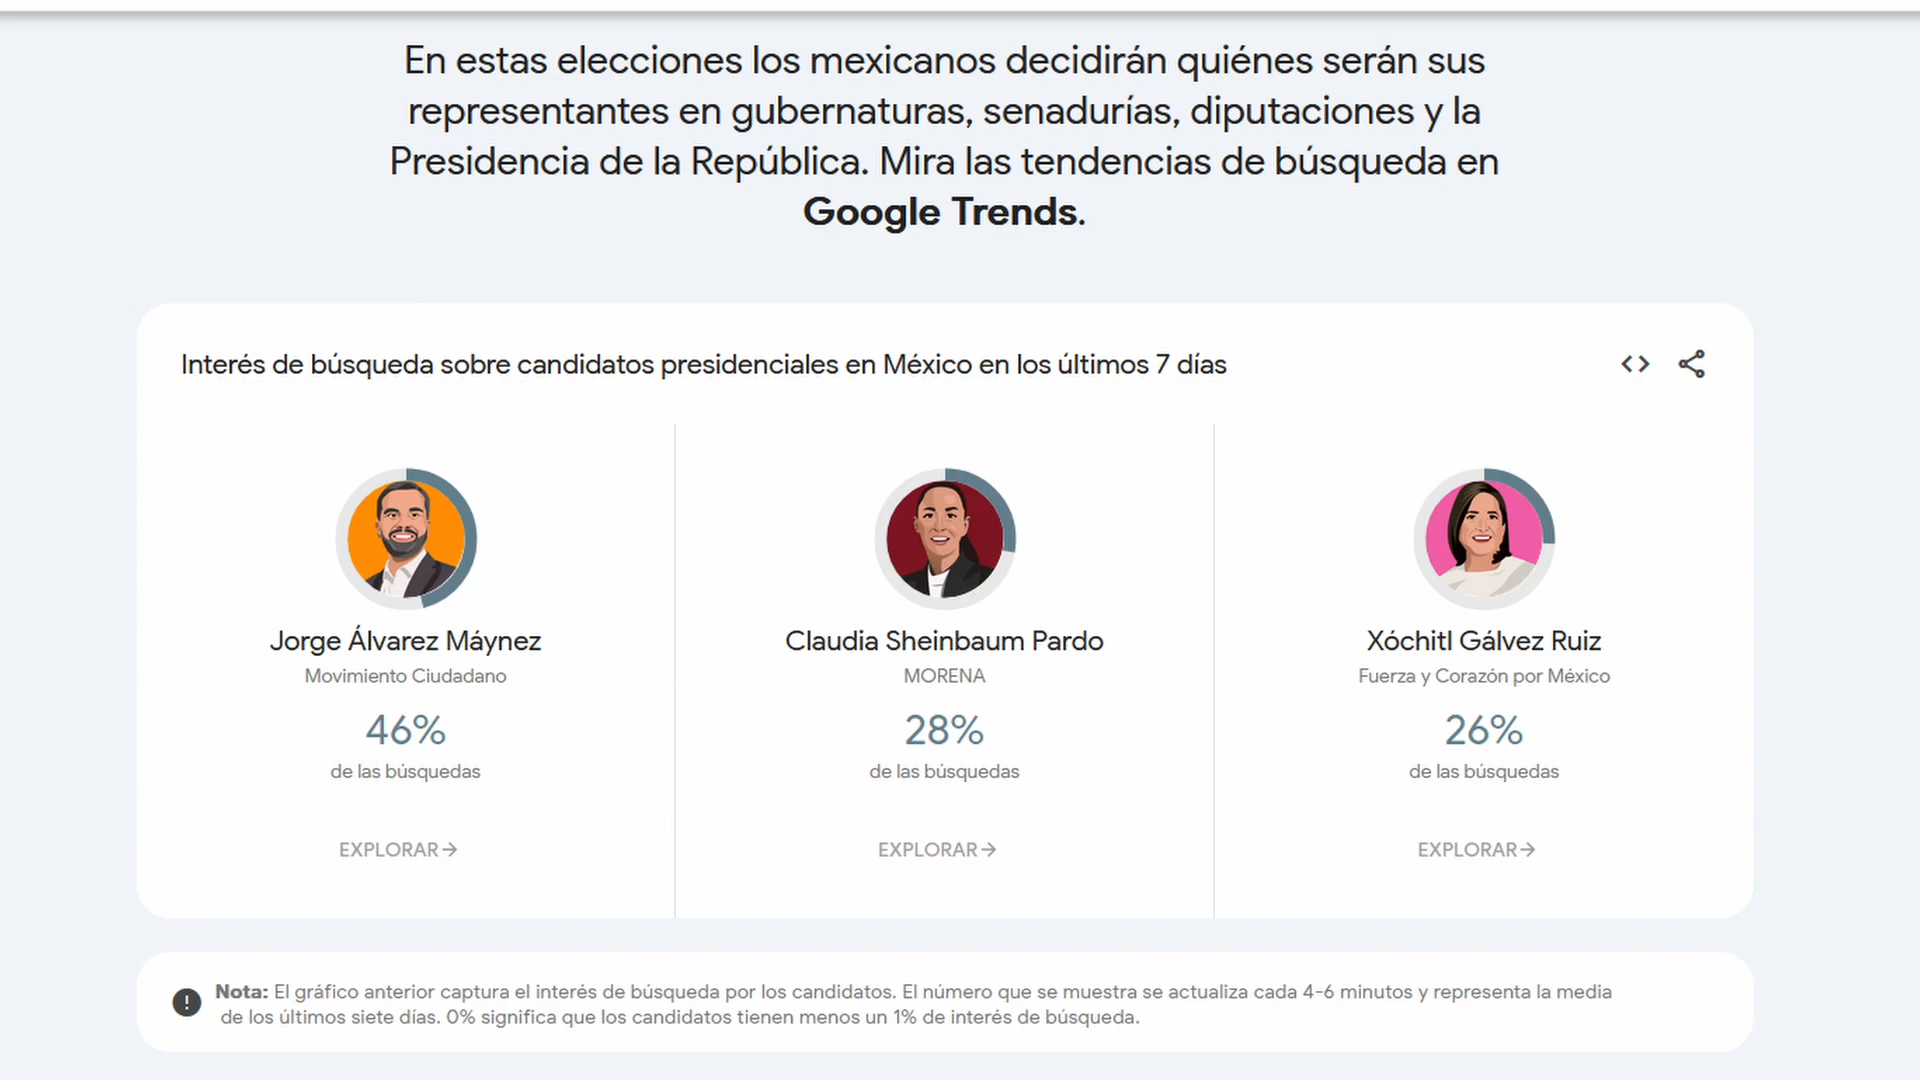 En estas elecciones los mexicanos decidirán quiénes serán sus
representantes en gubernaturas, senadurías, diputaciones y la
Presidencia de la República. Mira las tendencias de búsqueda en
Google Trends.
Interés de búsqueda sobre candidatos presidenciales en México en los últimos 7 días
Jorge Álvarez Máynez
Movimiento Ciudadano
46%
de las búsquedas
EXPLORAR→
Claudia Sheinbaum Pardo
MORENA
28%
de las búsquedas
EXPLORAR→
Xóchitl Gálvez Ruiz
Fuerza y Corazón por México
26%
de las búsquedas
EXPLORAR→
Nota: El gráfico anterior captura el interés de búsqueda por los candidatos. El número que se muestra se actualiza cada 4-6 minutos y representa la media
de los últimos siete días. 0% significa que los candidatos tienen menos un 1% de interés de búsqueda.